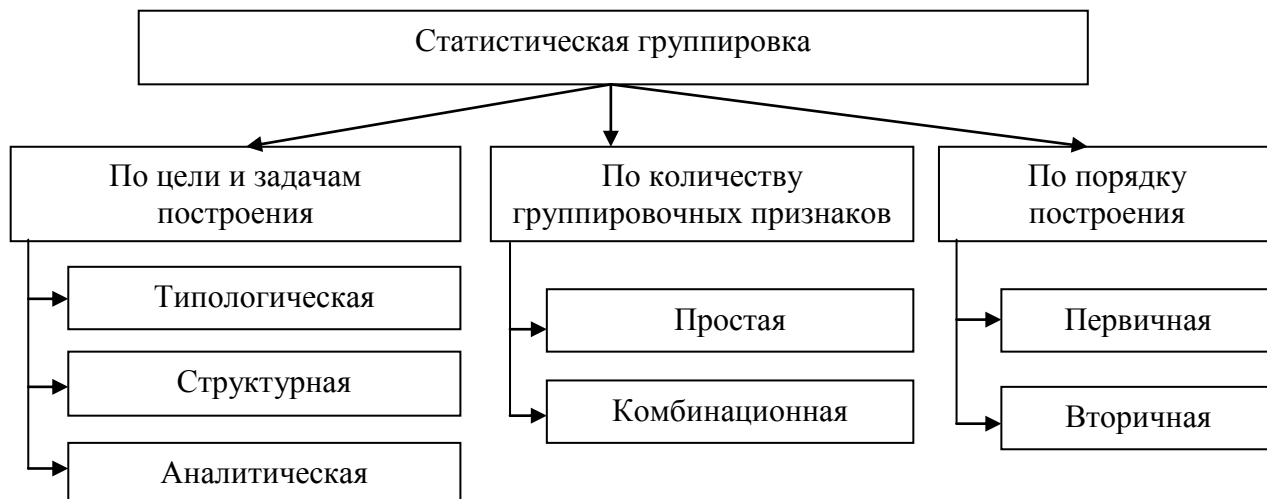 Статистическая группировка
По цели и задачам
построения
По количеству
группировочных признаков
По порядку
построения
Типологическая
Структурная
Аналитическая
Простая
Комбинационная
Первичная
Вторичная